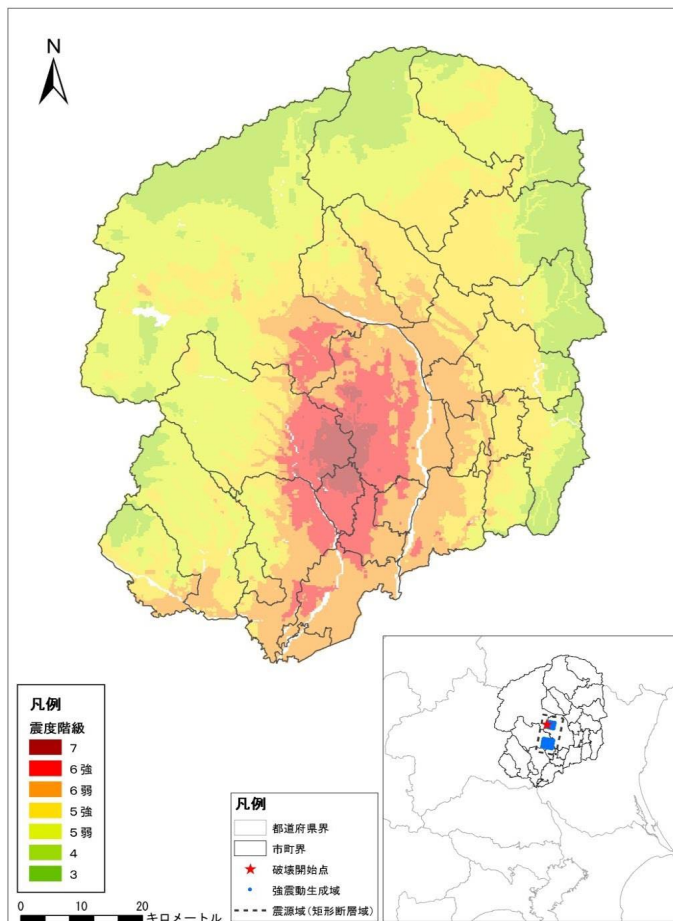 N
凡例
震度階級
7
6強
6弱
5強
5弱
4
3
0 5 10 20
キロメートル
凡例
都道府県界
市町界
破壊開始点
強震動生成域
震源域(矩形断層域)